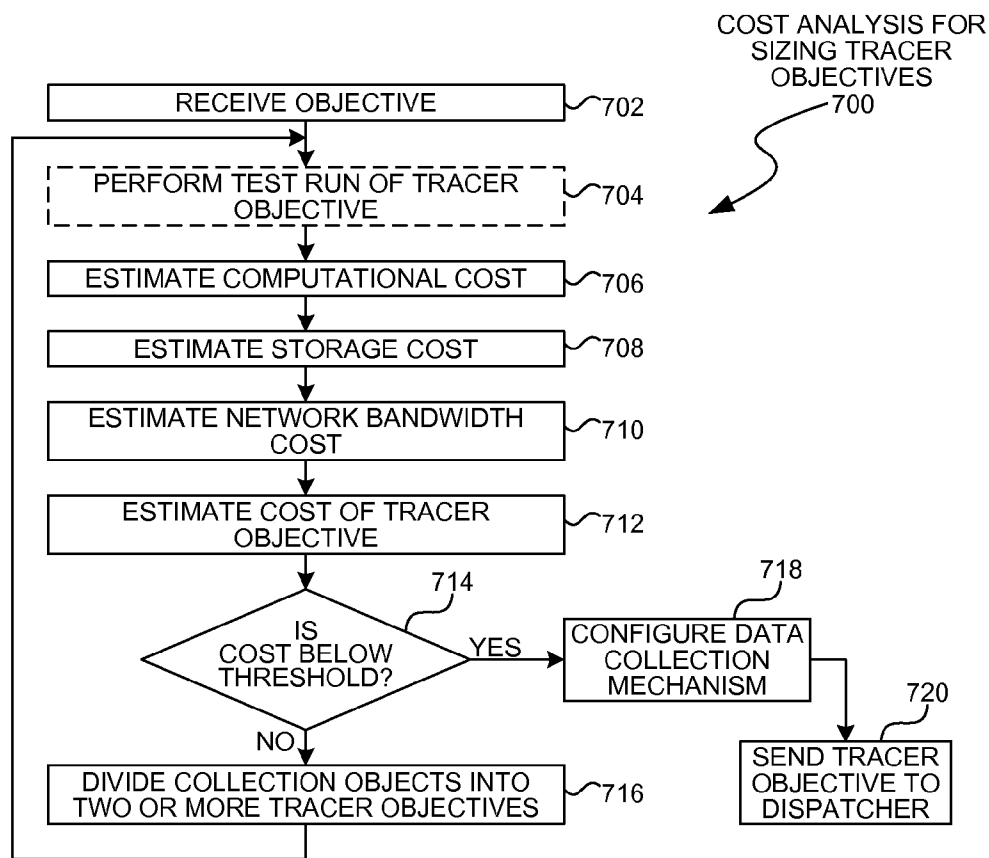 COST ANALYSIS FOR
SIZING TRACER
OBJECTIVES
700
RECEIVE OBJECTIVE
702
PERFORM TEST RUN OF TRACER
OBJECTIVE
704
ESTIMATE COMPUTATIONAL COST
706
ESTIMATE STORAGE COST
708
ESTIMATE NETWORK BANDWIDTH
COST
710
ESTIMATE COST OF TRACER
OBJECTIVE
712
714
IS
COST BELOW
THRESHOLD?
YES
NO
718
CONFIGURE DATA
COLLECTION
MECHANISM
720
SEND TRACER
OBJECTIVE TO
DISPATCHER
DIVIDE COLLECTION OBJECTS INTO
TWO OR MORE TRACER OBJECTIVES
716